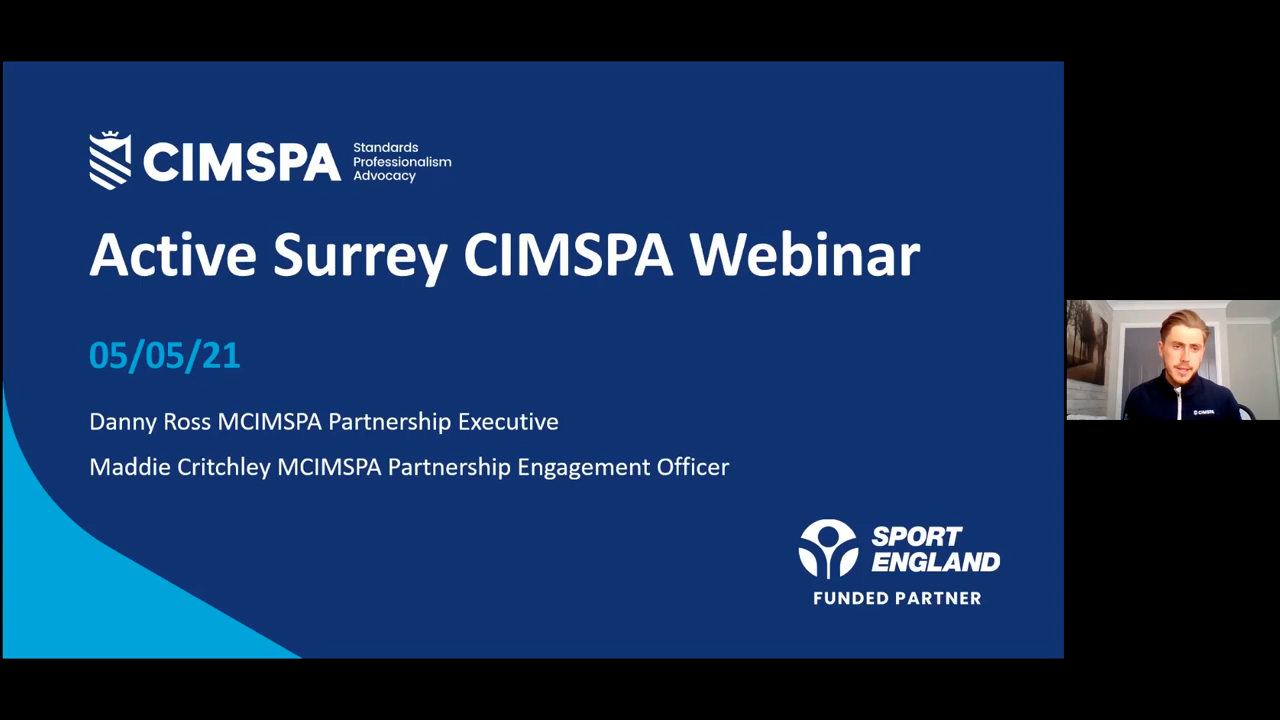 CIMSPA
Standards
Professionalism
Advocacy
Active Surrey CIMSPA Webinar
05/05/21
Danny Ross MCIMSPA Partnership Executive
Maddie Critchley MCIMSPA Partnership Engagement Officer
SPORT
ENGLAND
FUNDED PARTNER
CIMSPA